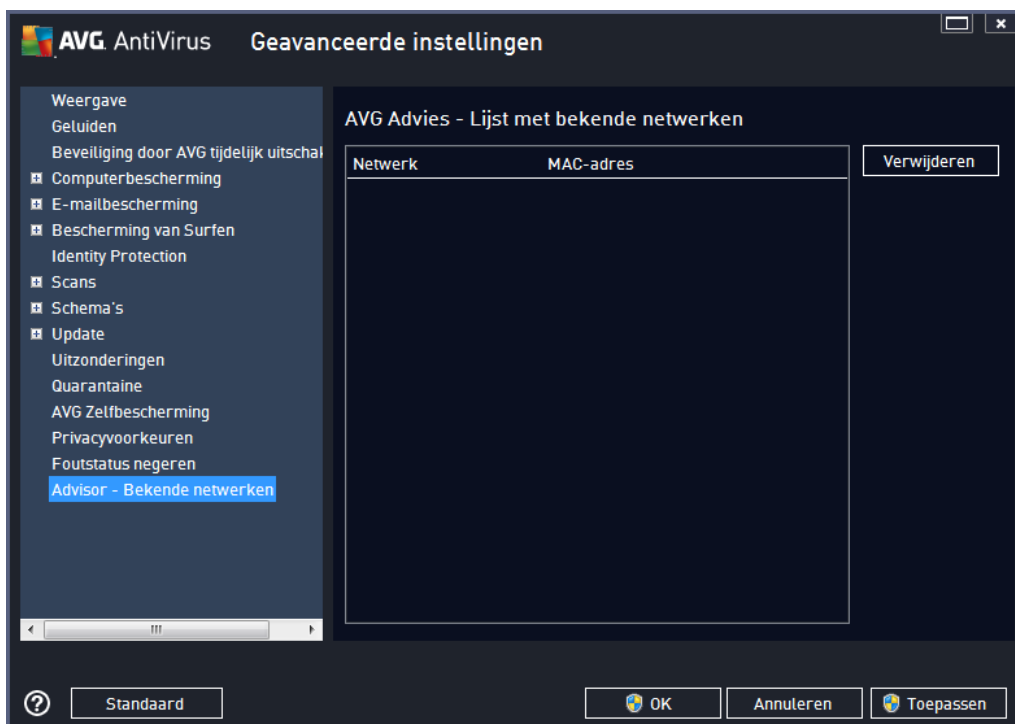 AVG. AntiVirus Geavanceerde instellingen
Weergave
Geluiden
Beveiliging door AVG tijdelijk uitschak
Computerbescherming
E-mailbescherming
Bescherming van Surfen
Identity Protection
Scans
Schema's
Update
Uitzonderingen
Quarantaine
AVG Zelfbescherming
Privacyvoorkeuren
Foutstatus negeren
Advisor - Bekende netwerken
AVG Advies - Lijst met bekende netwerken
Netwerk MAC-adres
Verwijderen
Standaard
OK
Annuleren
Toepassen